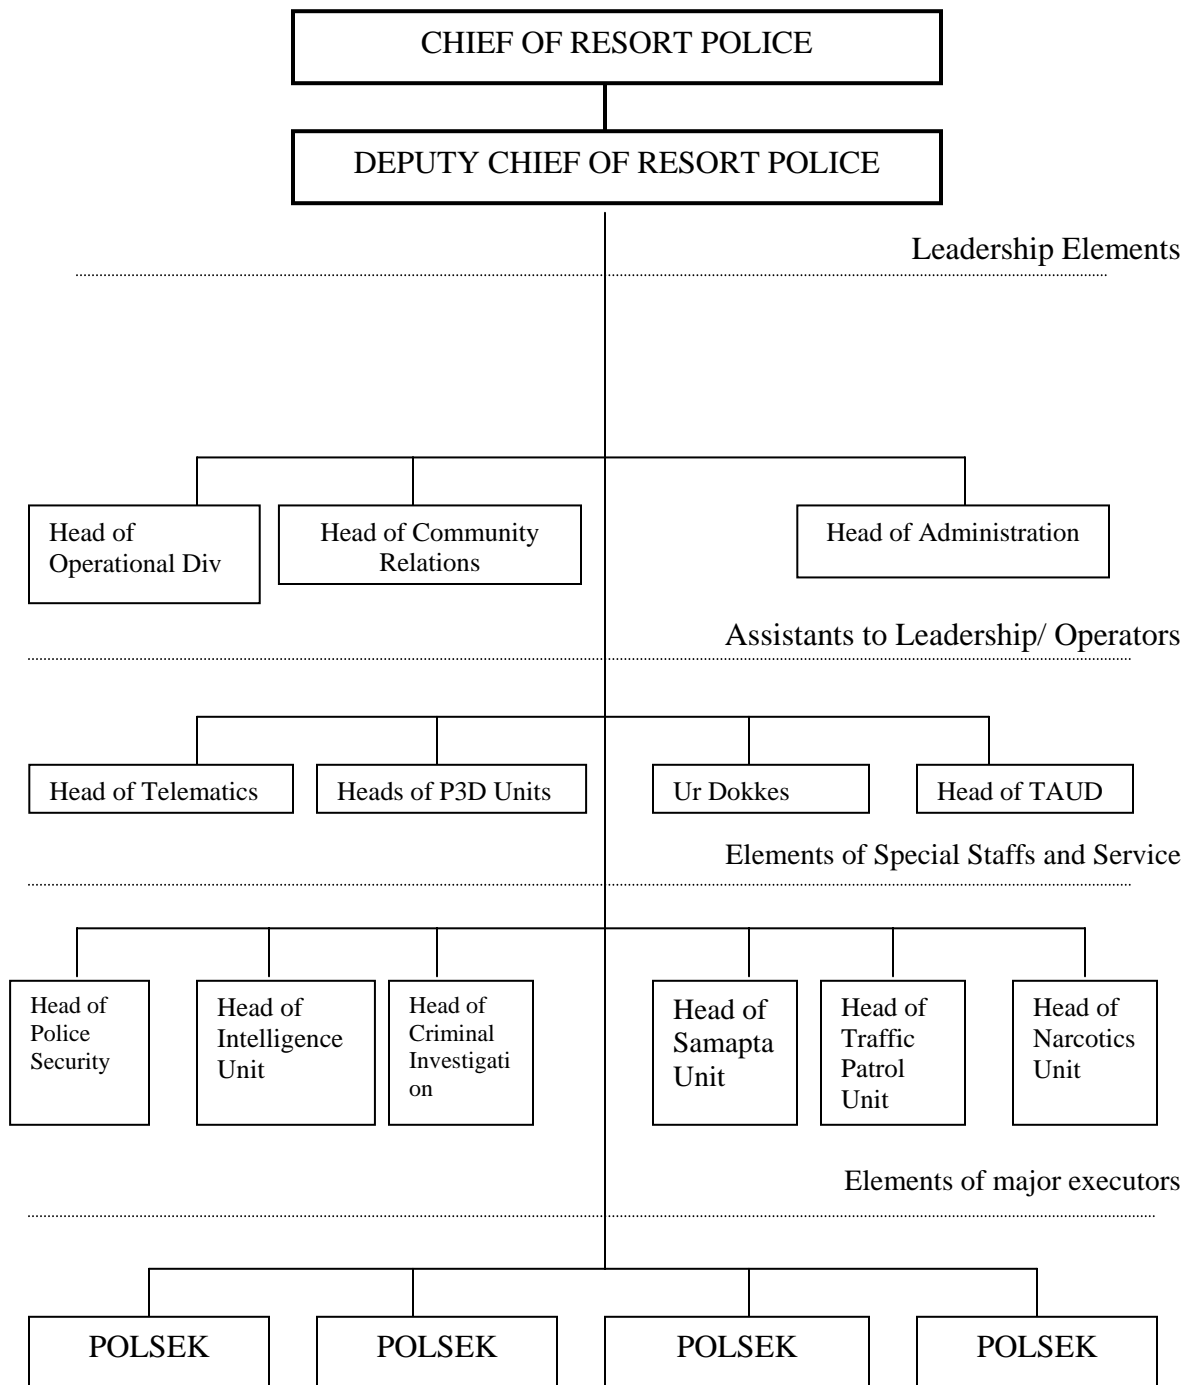 CHIEF OF RESORT POLICE
DEPUTY CHIEF OF RESORT POLICE
Leadership Elements
Head of
Operational Div
Head of Community
Relations
Head of Administration
Assistants to Leadership/ Operators
Head of Telematics
Heads of P3D Units
Ur Dokkes
Head of TAUD
Elements of Special Staffs and Service
Head of
Police
Security
Head of
Intelligence
Unit
Head of
Criminal
Investigati
on
Head of
Samapta
Unit
Head of
Traffic
Patrol
Unit
Head of
Narcotics
Unit
Elements of major executors
POLSEK
POLSEK
POLSEK
POLSEK